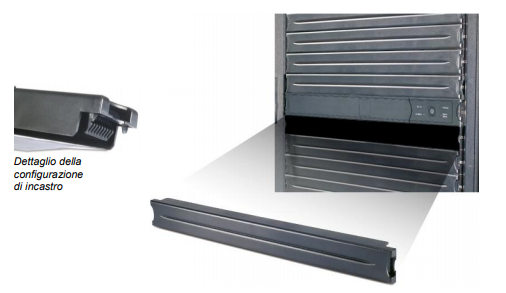 Dettaglio della
configurazione
di incastro